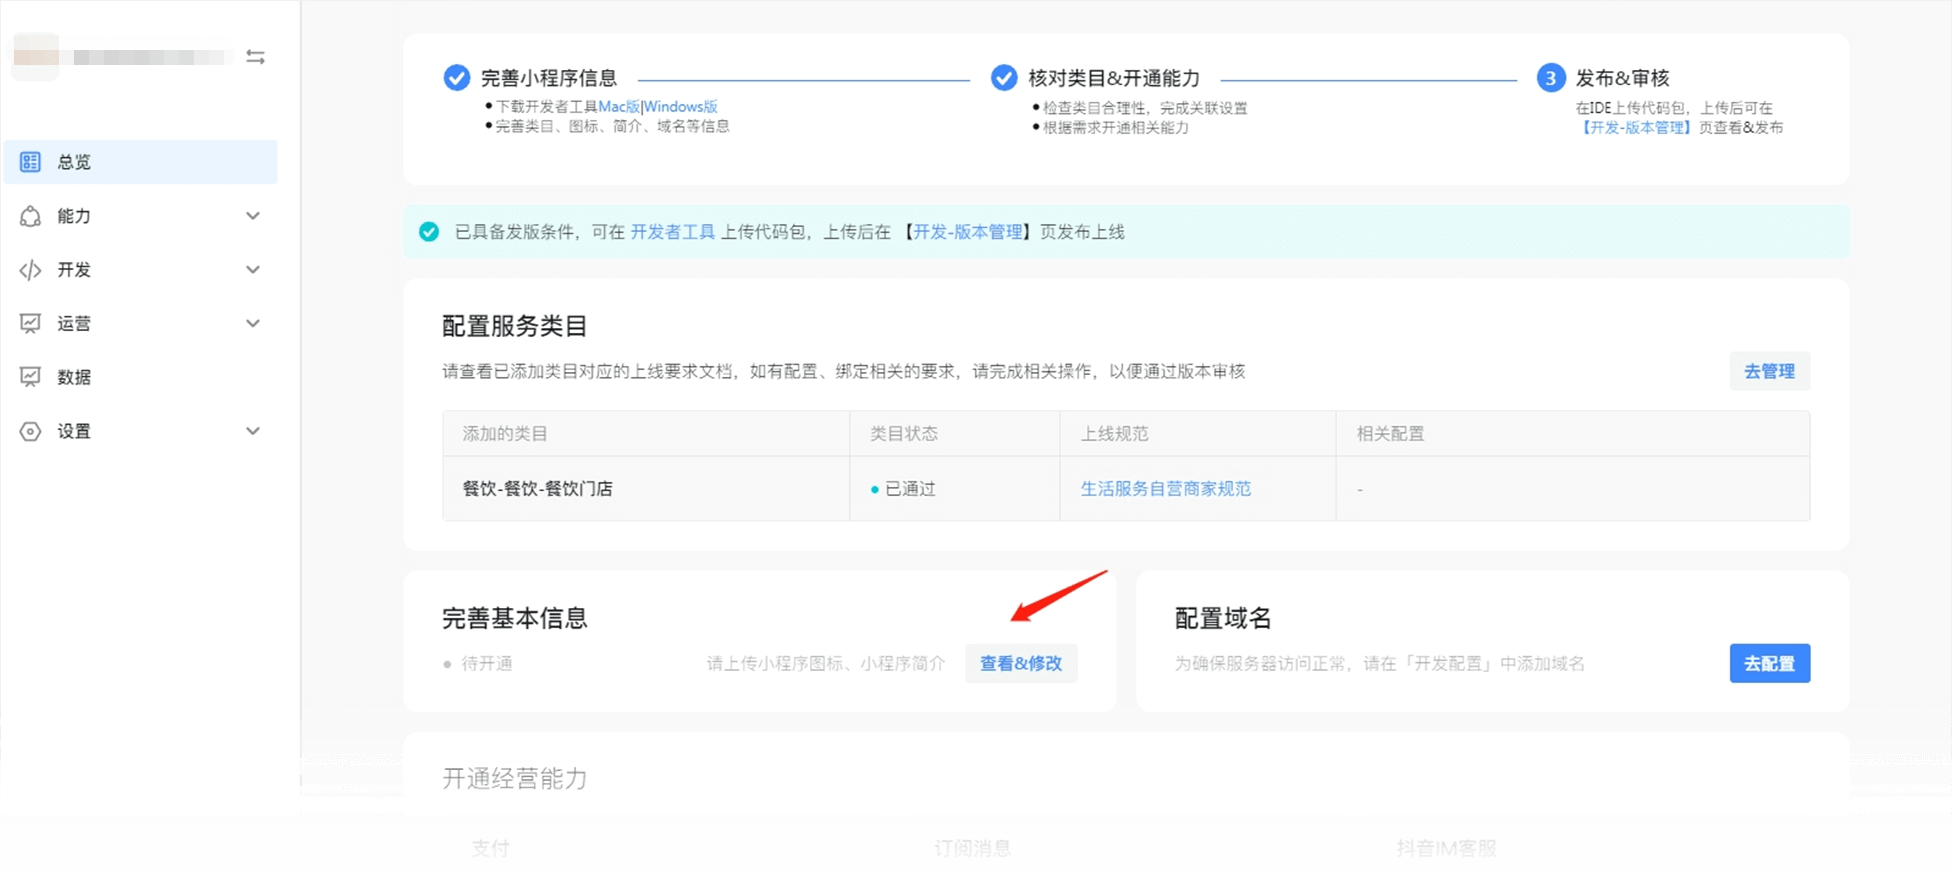 完善小程序信息
下载开发者工具Mac版|Windows版
完善类目、图标、简介、域名等信息
核对类目&开通能力
检查类目合理性，完成关联设置
根据需求开通相关能力
3 发布&审核
在IDE上传代码包，上传后可在
【开发-版本管理】页查看&发布
总览
能力
开发
运营
数据
设置
已具备发版条件，可在 开发者工具 上传代码包，上传后在 【开发-版本管理】页发布上线
配置服务类目
请查看已添加类目对应的上线要求文档，如有配置、绑定相关的要求，请完成相关操作，以便通过版本审核
去管理
添加的类目 类目状态 上线规范 相关配置
餐饮-餐饮-餐饮门店 已通过 生活服务自营商家规范 -
完善基本信息
待开通 请上传小程序图标、小程序简介 查看&修改
配置域名
为确保服务器访问正常，请在「开发配置」中添加域名 去配置
开通经营能力
支付 订阅消息 抖音IM客服